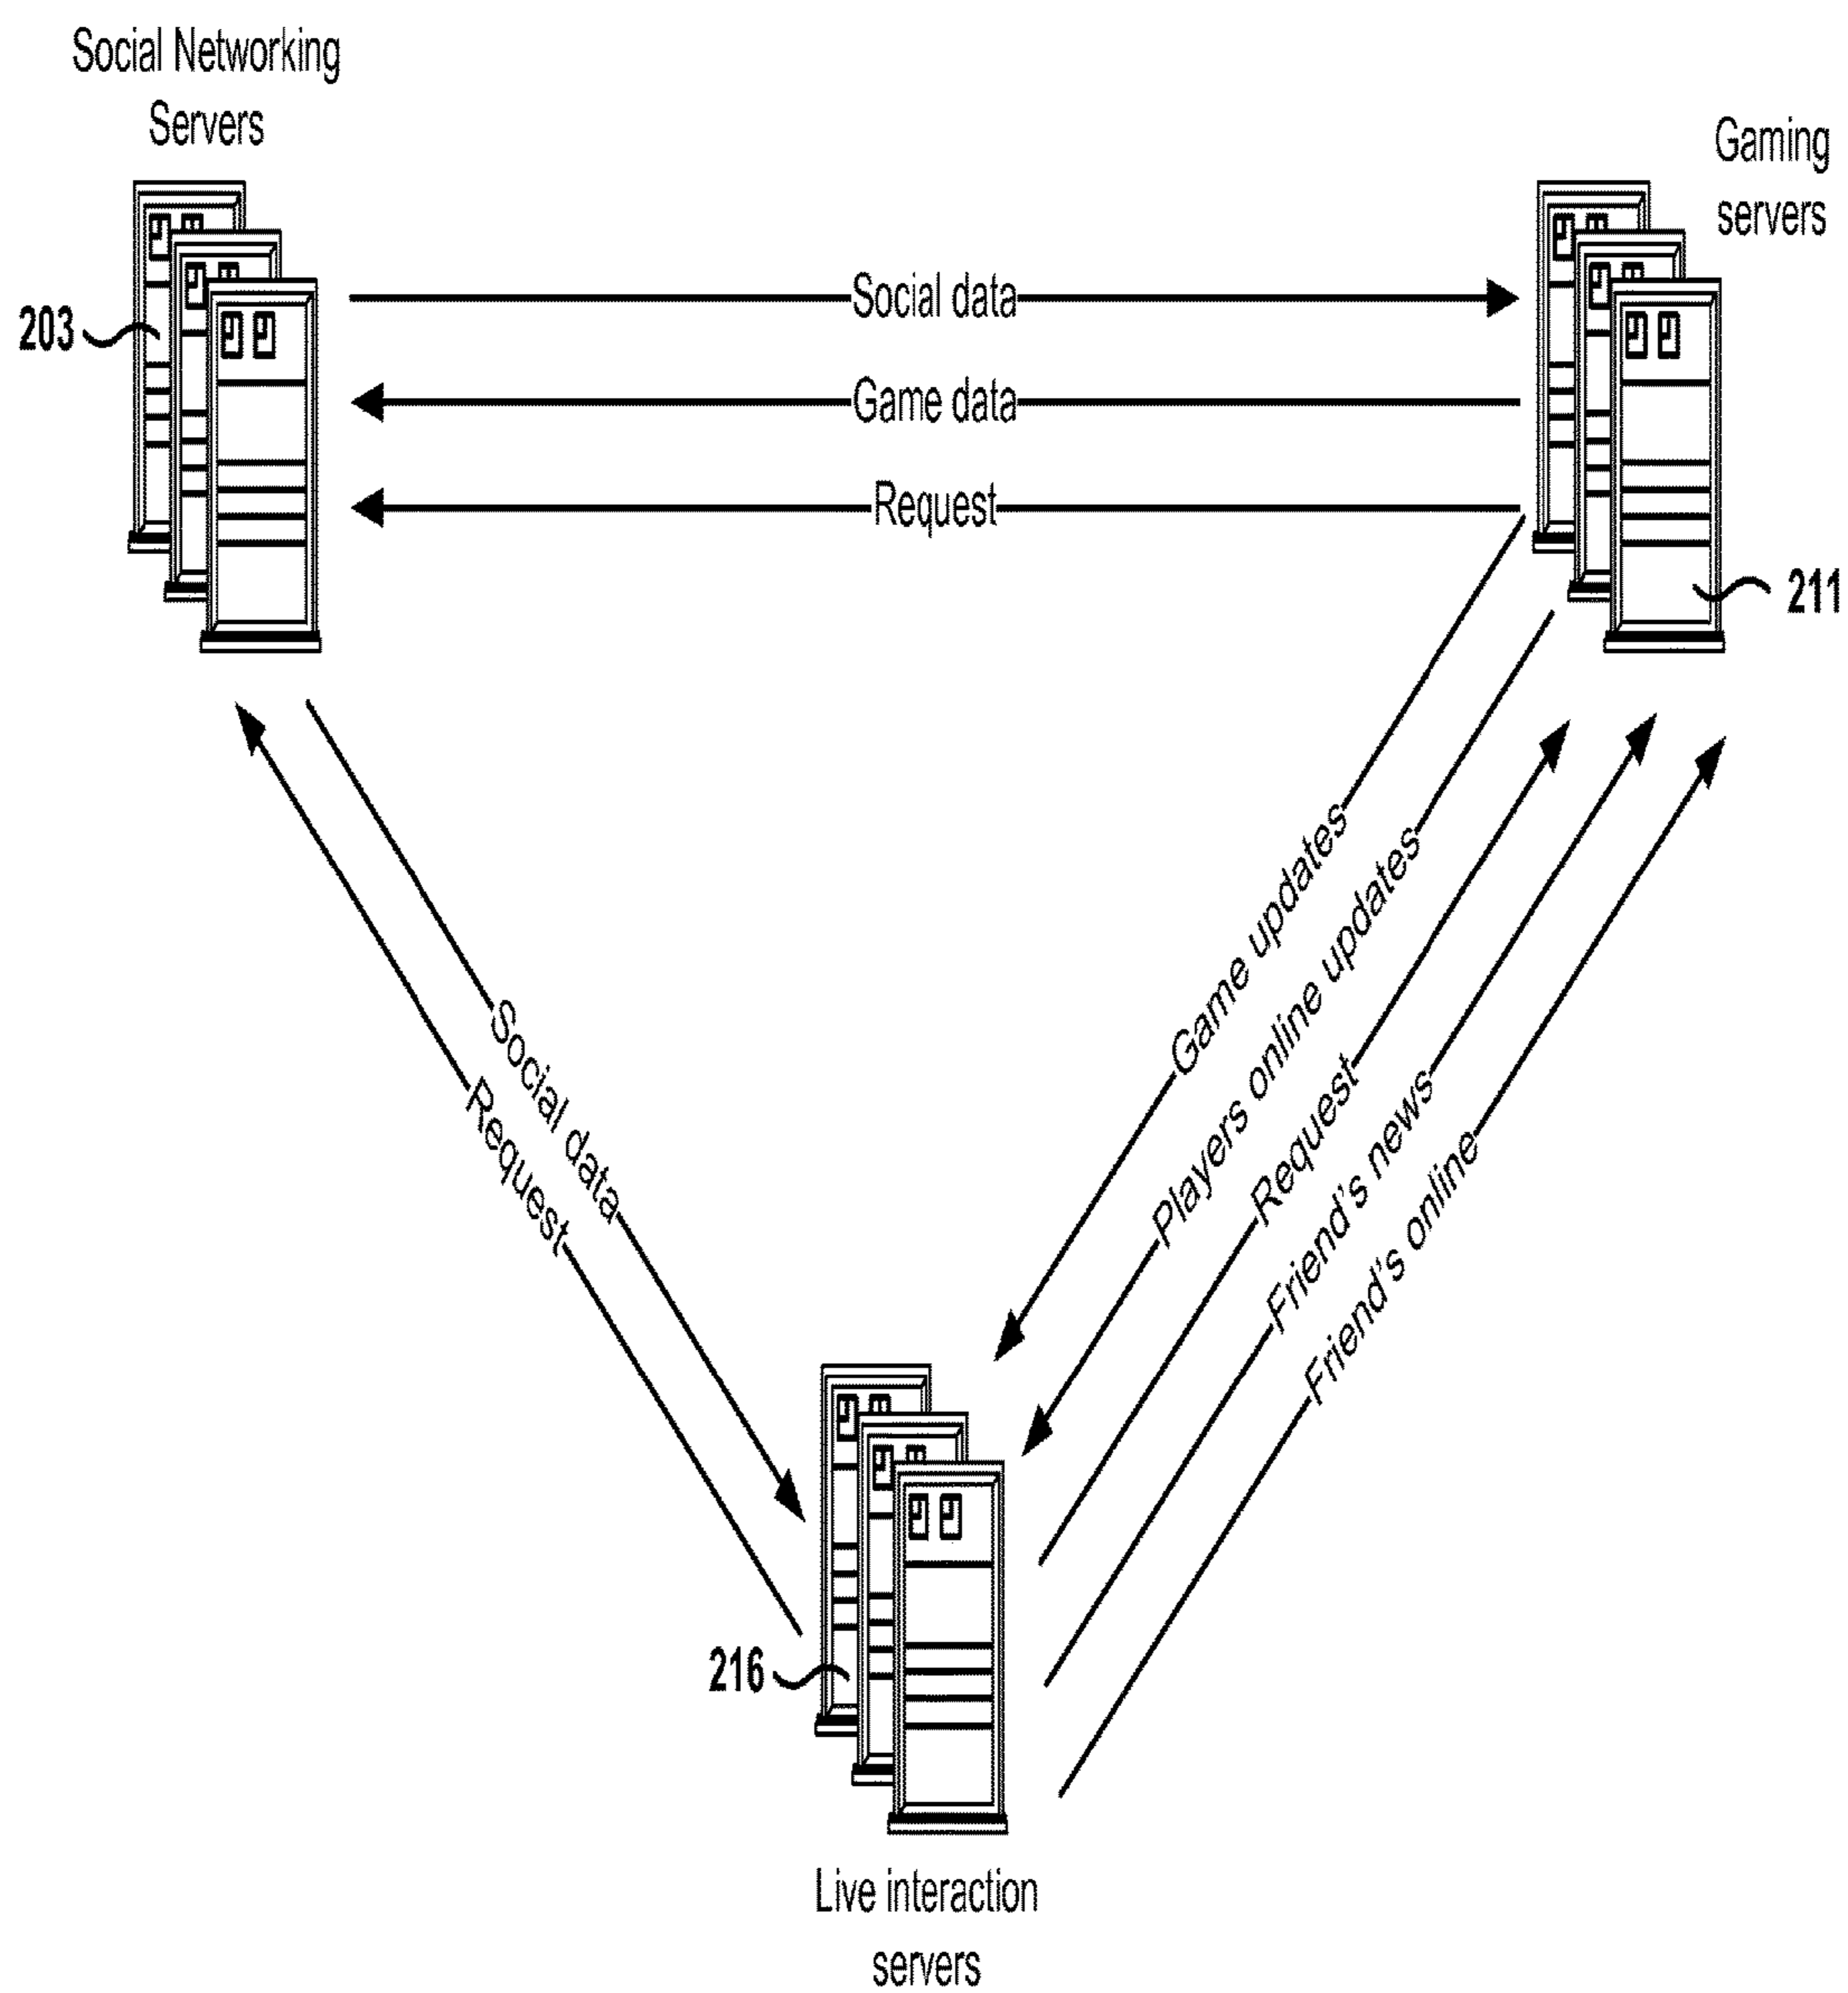 Social Networking
Servers
Gaming
servers
203
Social data
Game data
Request
211
Game updates
Players online updates
Request
Friend's news
Friend's online
Social data
Request
216
Live interaction
servers